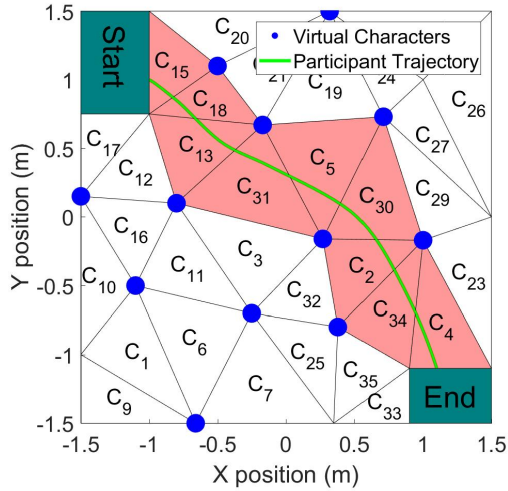 Virtual Characters
Participant Trajectory
Start
End
C20
C15
21
C19
24
C26
C18
C17
C13
C5
C27
C12
C31
C30
C29
C16
C3
C2
C23
C10
C11
C32
C34
C4
C1
C6
C25
C35
C9
C7
C33
1.5
1
0.5
0
-0.5
-1
-1.5
-1.5
-1
-0.5
0
0.5
1
1.5
X position (m)
Y position (m)